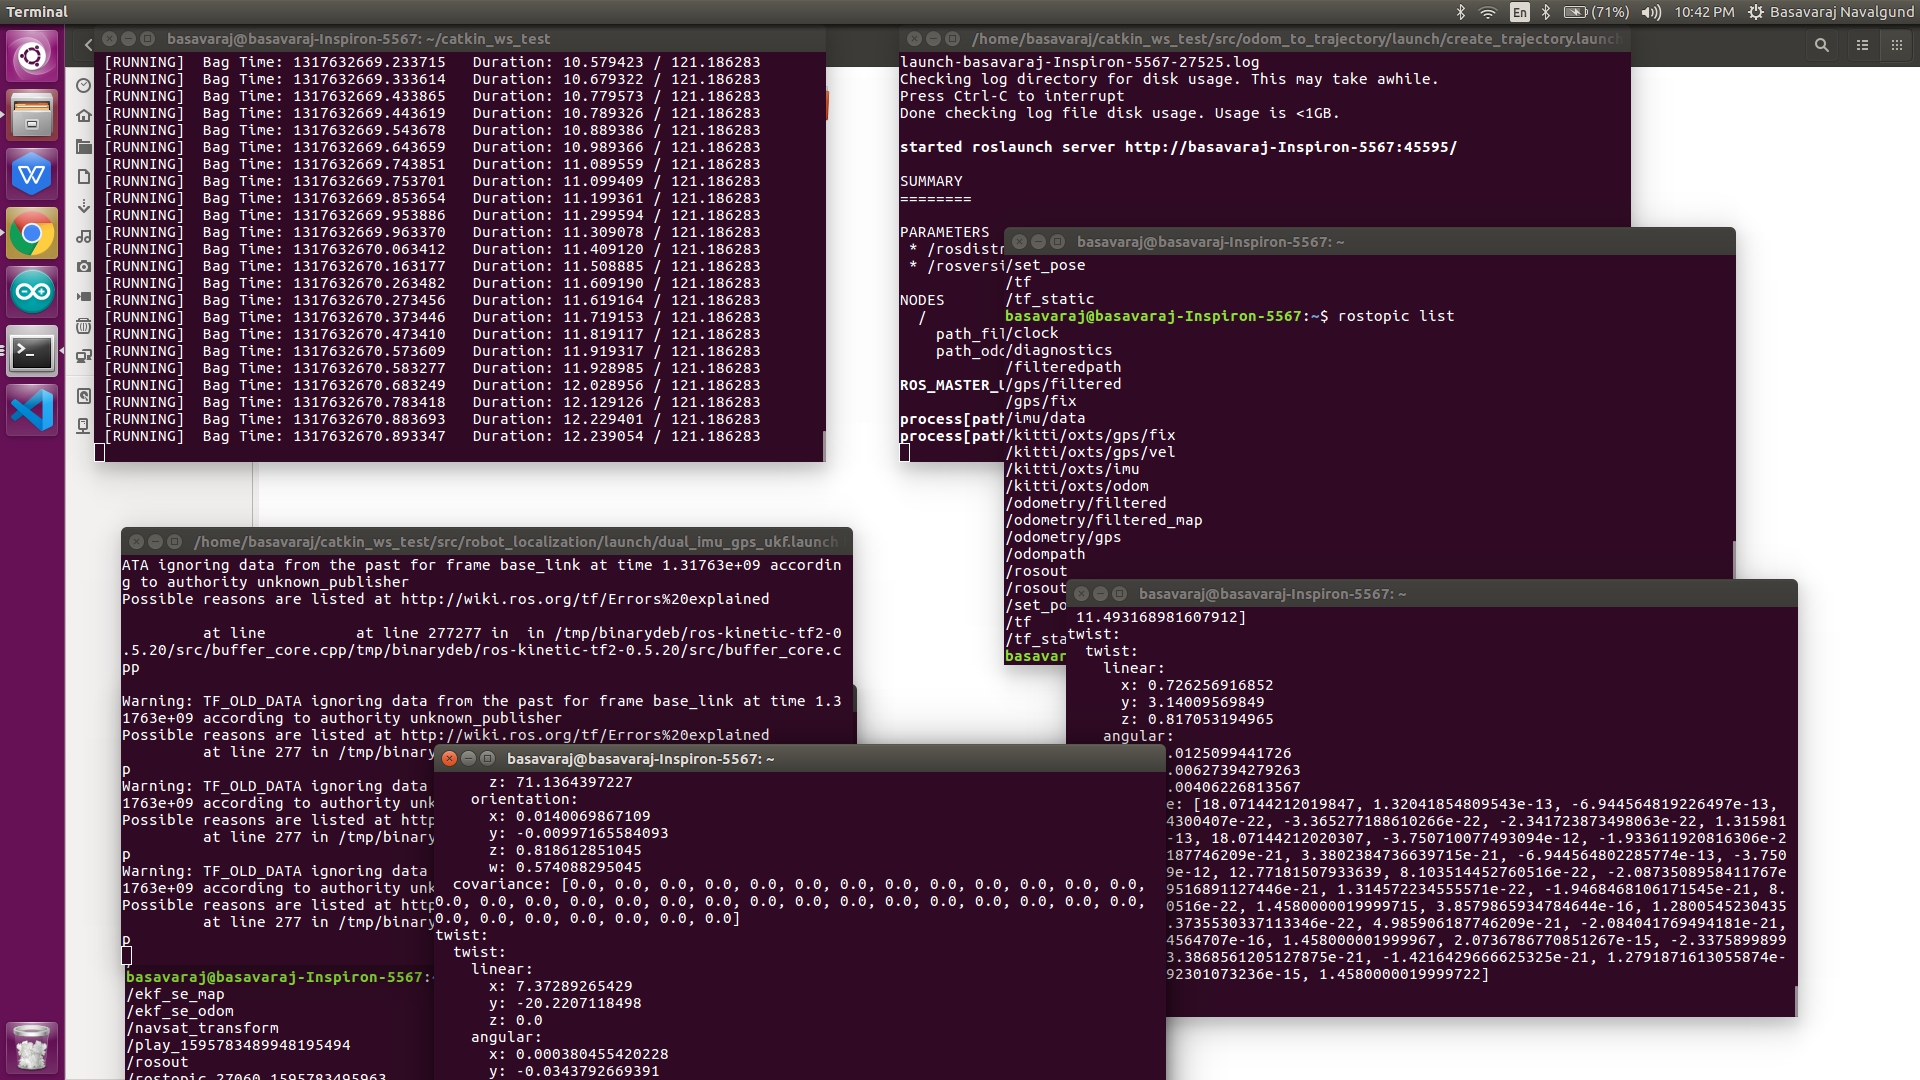 Terminal
En
(71%)
10:42 PM
Basavaraj Navalgund
basavaraj@basavaraj-Inspiron-5567: ~/catkin_ws_test
[RUNNING]  Bag Time: 1317632669.233715   Duration: 10.579423 / 121.186283
[RUNNING]  Bag Time: 1317632669.333614   Duration: 10.679322 / 121.186283
[RUNNING]  Bag Time: 1317632669.433865   Duration: 10.779573 / 121.186283
[RUNNING]  Bag Time: 1317632669.443619   Duration: 10.789326 / 121.186283
[RUNNING]  Bag Time: 1317632669.543678   Duration: 10.889386 / 121.186283
[RUNNING]  Bag Time: 1317632669.643659   Duration: 10.989366 / 121.186283
[RUNNING]  Bag Time: 1317632669.743851   Duration: 11.089559 / 121.186283
[RUNNING]  Bag Time: 1317632669.753701   Duration: 11.099409 / 121.186283
[RUNNING]  Bag Time: 1317632669.853654   Duration: 11.199361 / 121.186283
[RUNNING]  Bag Time: 1317632669.953886   Duration: 11.299594 / 121.186283
[RUNNING]  Bag Time: 1317632669.963370   Duration: 11.309078 / 121.186283
[RUNNING]  Bag Time: 1317632670.063412   Duration: 11.409120 / 121.186283
[RUNNING]  Bag Time: 1317632670.163177   Duration: 11.508885 / 121.186283
[RUNNING]  Bag Time: 1317632670.263482   Duration: 11.609190 / 121.186283
[RUNNING]  Bag Time: 1317632670.273456   Duration: 11.619164 / 121.186283
[RUNNING]  Bag Time: 1317632670.373446   Duration: 11.719153 / 121.186283
[RUNNING]  Bag Time: 1317632670.473410   Duration: 11.819117 / 121.186283
[RUNNING]  Bag Time: 1317632670.573609   Duration: 11.919317 / 121.186283
[RUNNING]  Bag Time: 1317632670.583277   Duration: 11.928985 / 121.186283
[RUNNING]  Bag Time: 1317632670.683249   Duration: 12.028956 / 121.186283
[RUNNING]  Bag Time: 1317632670.783418   Duration: 12.129126 / 121.186283
[RUNNING]  Bag Time: 1317632670.883693   Duration: 12.229401 / 121.186283
[RUNNING]  Bag Time: 1317632670.893347   Duration: 12.239054 / 121.186283
/home/basavaraj/catkin_ws_test/src/odom_to_trajectory/launch/create_trajectory.launch
launch-basavaraj-Inspiron-5567-27525.log
Checking log directory for disk usage. This may take awhile.
Press Ctrl-C to interrupt
Done checking log file disk usage. Usage is <1GB.
started roslaunch server http://basavaraj-Inspiron-5567:45595/
SUMMARY
========
PARAMETERS
 * /rosdistr
 * /rosversi
NODES
  /
    path_fil
    path_odo
ROS_MASTER_U
process[path
process[path
basavaraj@basavaraj-Inspiron-5567: ~
/set_pose
/tf
/tf_static
basavaraj@basavaraj-Inspiron-5567:~$ rostopic list
/clock
/diagnostics
/filteredpath
/gps/filtered
/gps/fix
/imu/data
/kitti/oxts/gps/fix
/kitti/oxts/gps/vel
/kitti/oxts/imu
/kitti/oxts/odom
/odometry/filtered
/odometry/filtered_map
/odometry/gps
/odompath
/rosout
/rosout
/set_po
/tf
/tf_sta
basavar
/home/basavaraj/catkin_ws_test/src/robot_localization/launch/dual_imu_gps_ukf.launch
ATA ignoring data from the past for frame base_link at time 1.31763e+09 accordin
g to authority unknown_publisher
Possible reasons are listed at http://wiki.ros.org/tf/Errors%20explained
         at line          at line 277277 in  in /tmp/binarydeb/ros-kinetic-tf2-0
.5.20/src/buffer_core.cpp/tmp/binarydeb/ros-kinetic-tf2-0.5.20/src/buffer_core.c
pp
Warning: TF_OLD_DATA ignoring data from the past for frame base_link at time 1.3
1763e+09 according to authority unknown_publisher
Possible reasons are listed at http://wiki.ros.org/tf/Errors%20explained
         at line 277 in /tmp/binary
p
Warning: TF_OLD_DATA ignoring data
1763e+09 according to authority unk
Possible reasons are listed at http
         at line 277 in /tmp/binary
p
Warning: TF_OLD_DATA ignoring data
1763e+09 according to authority unk
Possible reasons are listed at http
         at line 277 in /tmp/binary
p
basavaraj@basavaraj-Inspiron-5567:
/ekf_se_map
/ekf_se_odom
/navsat_transform
/play_1595783489948195494
/rosout
/rostopic_27060_1595783495963
basavaraj@basavaraj-Inspiron-5567: ~
z: 71.1364397227
orientation:
x: 0.0140069867109
y: -0.00997165584093
z: 0.818612851045
w: 0.574088295045
covariance: [0.0, 0.0, 0.0, 0.0, 0.0, 0.0, 0.0, 0.0, 0.0, 0.0, 0.0, 0.0, 0.0,
0.0, 0.0, 0.0, 0.0, 0.0, 0.0, 0.0, 0.0, 0.0, 0.0, 0.0, 0.0, 0.0, 0.0, 0.0, 0.0,
0.0, 0.0, 0.0, 0.0, 0.0, 0.0, 0.0]
twist:
twist:
linear:
x: 7.37289265429
y: -20.2207118498
z: 0.0
angular:
x: 0.000380455420228
y: -0.0343792669391
basavaraj@basavaraj-Inspiron-5567: ~
11.493168981607912]
twist:
twist:
linear:
x: 0.726256916852
y: 3.14009569849
z: 0.817053194965
angular:
.0125099441726
.00627394279263
.00406226813567
e: [18.07144212019847, 1.32041854809543e-13, -6.944564819226497e-13,
4300407e-22, -3.365277188610266e-22, -2.341723873498063e-22, 1.315981
-13, 18.07144212020307, -3.750710077493094e-12, -1.933611920816306e-2
187746209e-21, 3.3802384736639715e-21, -6.944564802285774e-13, -3.750
9e-12, 12.77181507933639, 8.103514452760516e-22, -2.0873508958411767e
9516891127446e-21, 1.314572234555571e-22, -1.9468468106171545e-21, 8.
0516e-22, 1.4580000019999715, 3.8579865934784644e-16, 1.2800545230435
.3735530337113346e-22, 4.985906187746209e-21, -2.084041769494181e-21,
4564707e-16, 1.458000001999967, 2.0736786770851267e-15, -2.3375899899
3.3868561205127875e-21, -1.4216429666625325e-21, 1.2791871613055874e-
92301073236e-15, 1.4580000019999722]